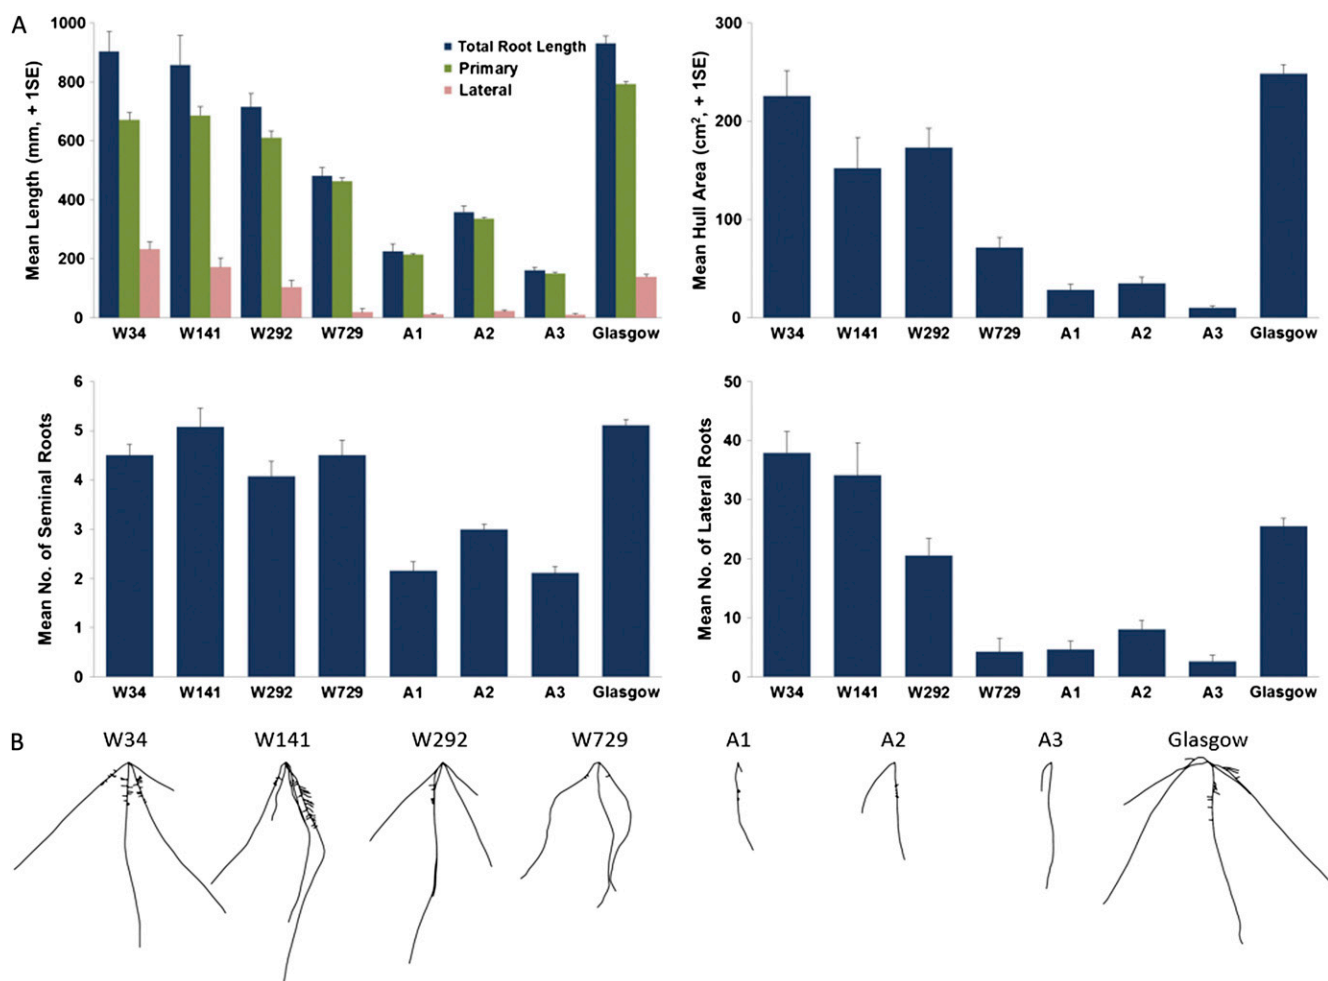 A
Mean Length (mm, + 1SE)
1000
800
600
400
200
0
Total Root Length
Primary
Lateral
W34 W141 W292 W729 A1 A2 A3 Glasgow
Mean Hull Area (cm², + 1SE)
300
200
100
0
W34 W141 W292 W729 A1 A2 A3 Glasgow
Mean No. of Seminal Roots
6
5
4
3
2
1
0
W34 W141 W292 W729 A1 A2 A3 Glasgow
Mean No. of Lateral Roots
50
40
30
20
10
0
W34 W141 W292 W729 A1 A2 A3 Glasgow
B
W34 W141 W292 W729 A1 A2 A3 Glasgow